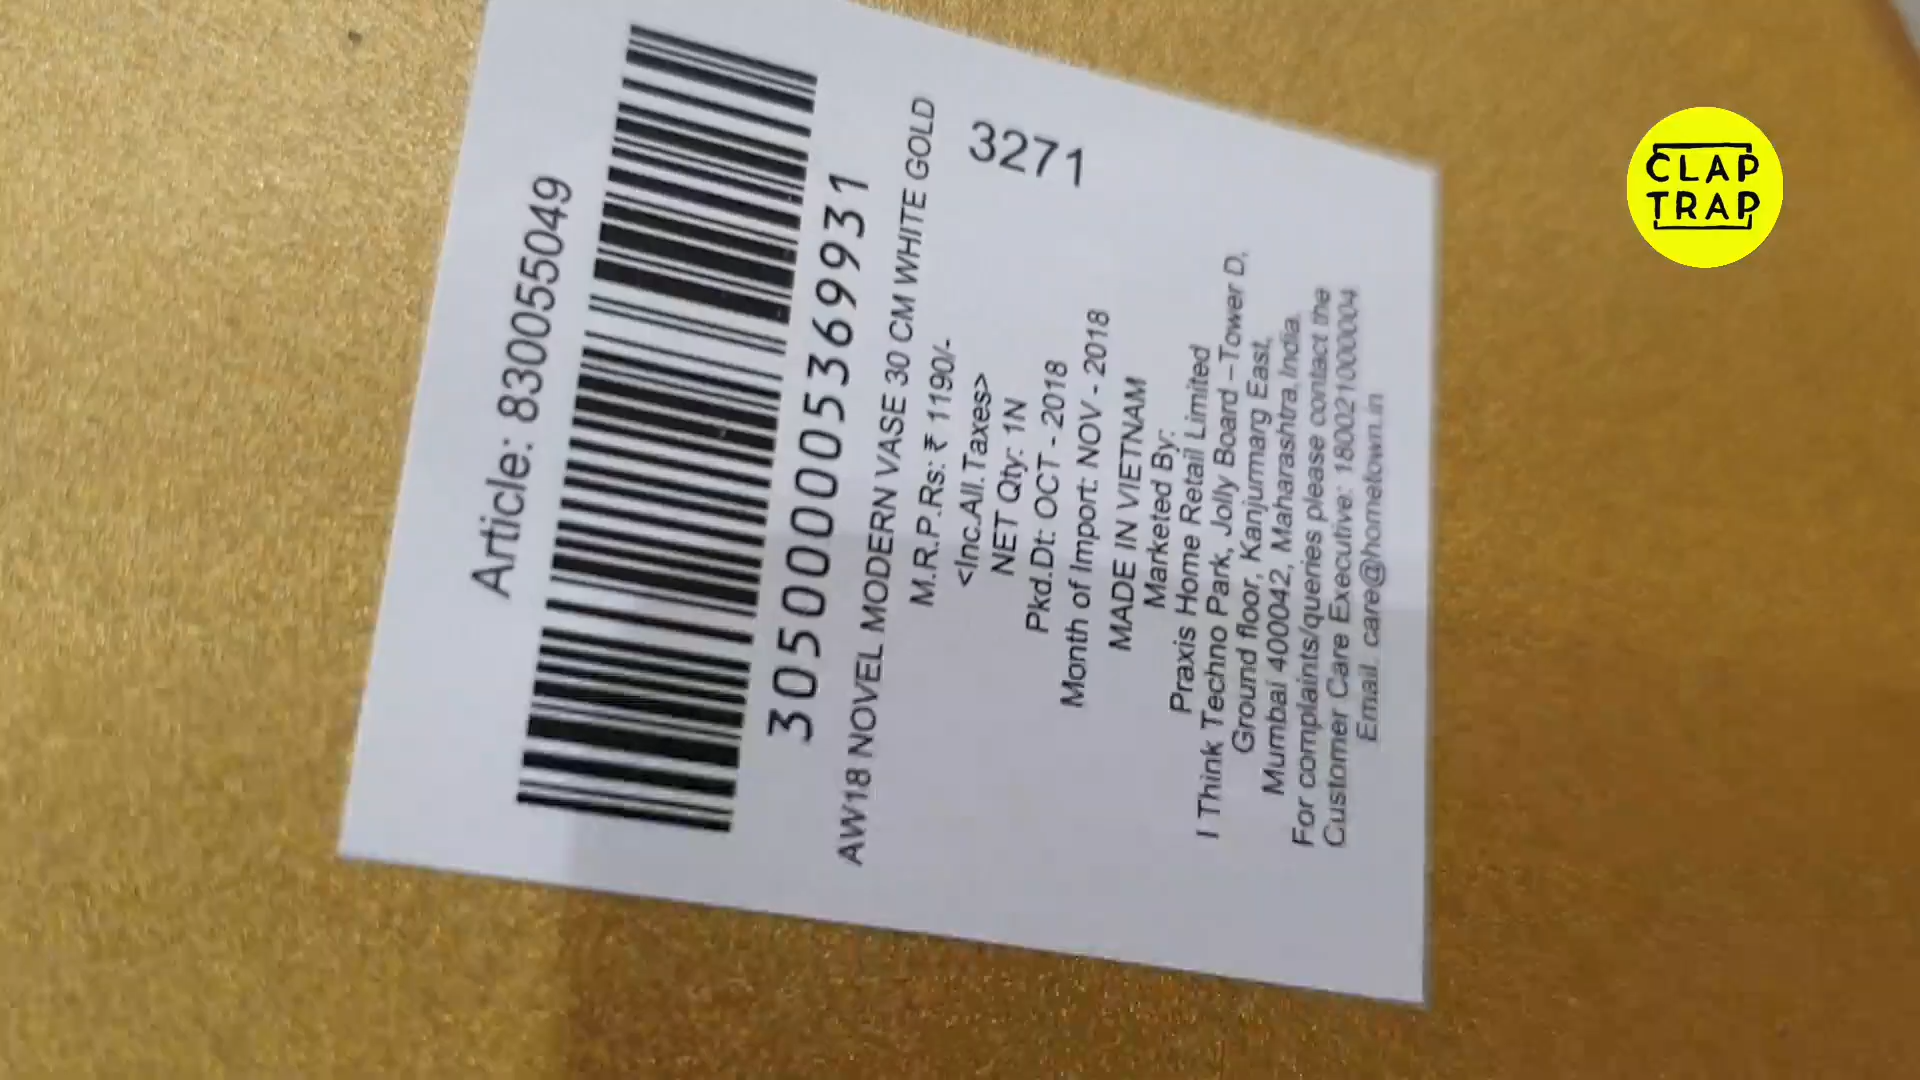 Article: 830055049
30500005369931
AW18 NOVEL MODERN VASE 30 CM WHITE GOLD
M.R.P.Rs: ₹ 1190/-
<Inc.All.Taxes>
3271
NET Qty: 1N
Pkd.Dt: OCT - 2018
Month of Import: NOV - 2018
MADE IN VIETNAM
Marketed By:
Praxis Home Retail Limited
I Think Techno Park, Jolly Board –Tower D,
Ground floor, Kanjurmarg East,
Mumbai 400042, Maharashtra.India.
For complaints/queries please contact the
Customer Care Executive: 18002100004
Email. care@hometown.in
CLAP
TRAP